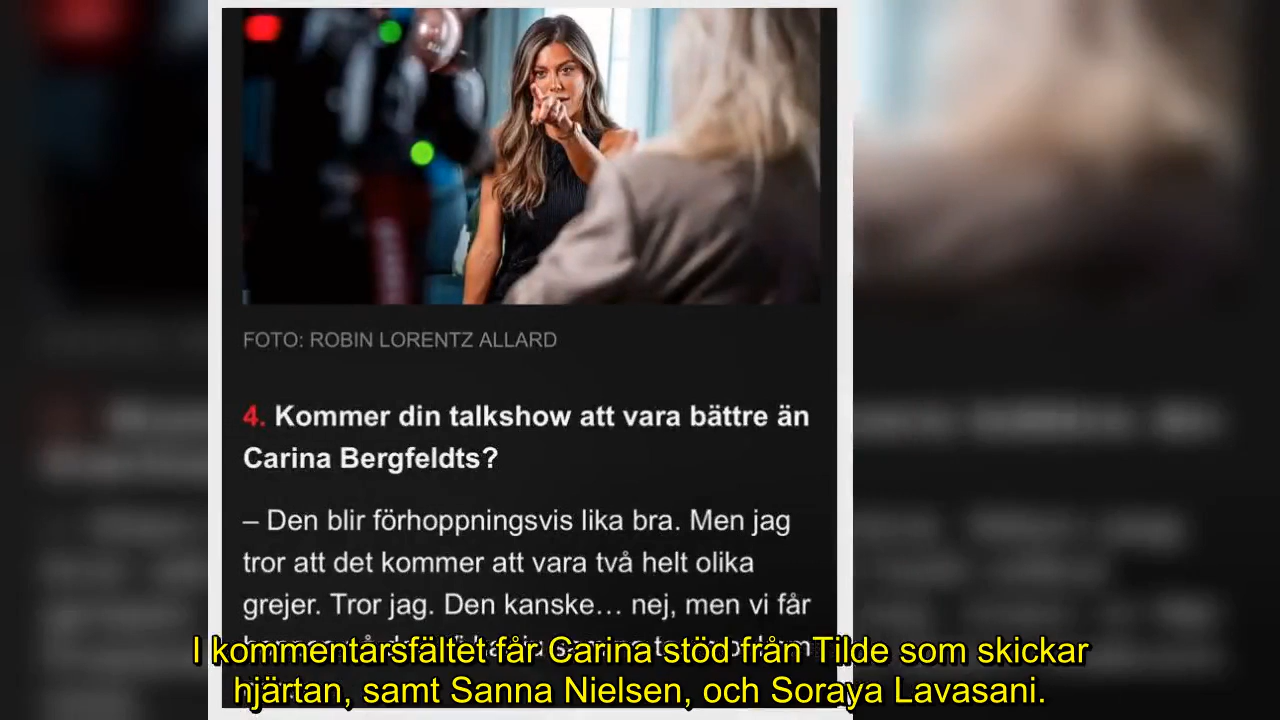 FOTO: ROBIN LORENTZ ALLARD
4. Kommer din talkshow att vara bättre än
Carina Bergfeldts?
– Den blir förhoppningsvis lika bra. Men jag
tror att det kommer att vara två helt olika
grejer. Tror jag. Den kanske… nej, men vi får
I kommentarsfältet får Carina stöd från Tilde som skickar
hjärtan, samt Sanna Nielsen, och Soraya Lavasani.